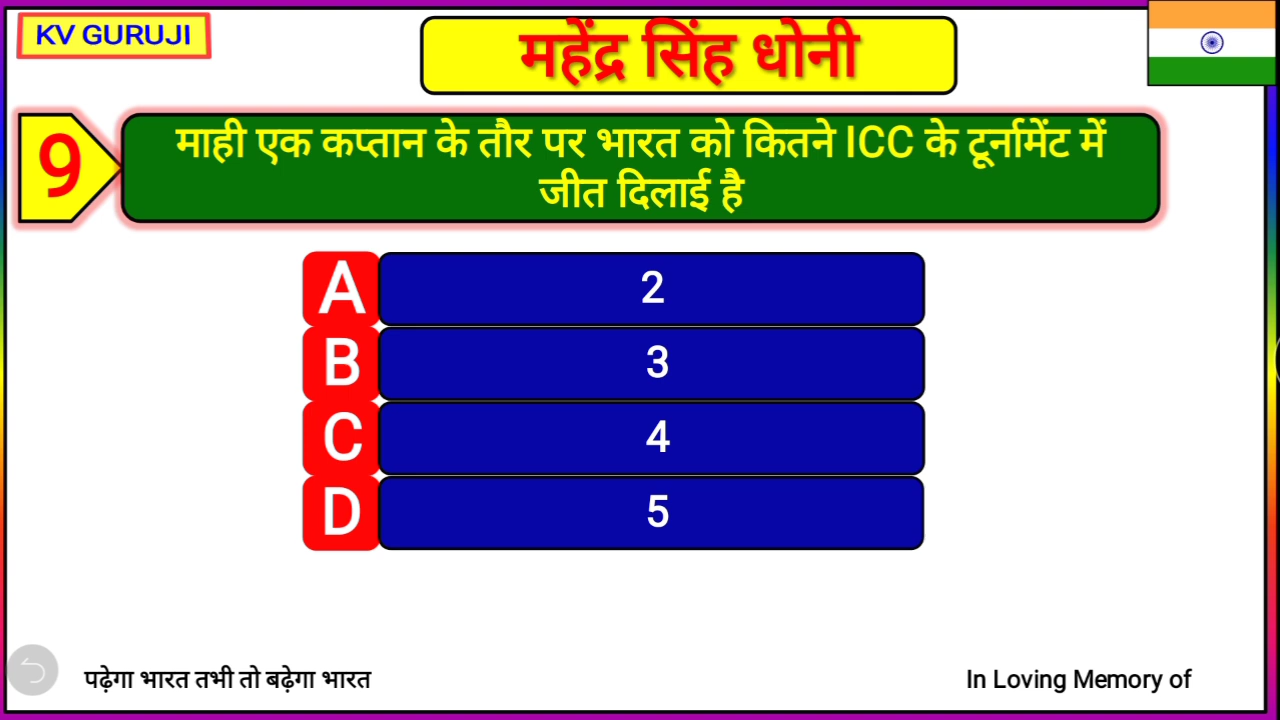 KV GURUJI
महेंद्र सिंह धोनी
9
माही एक कप्तान के तौर पर भारत को कितने ICC के टूर्नामेंट में
जीत दिलाई है
A 2
B 3
C 4
D 5
पढ़ेगा भारत तभी तो बढ़ेगा भारत
In Loving Memory of